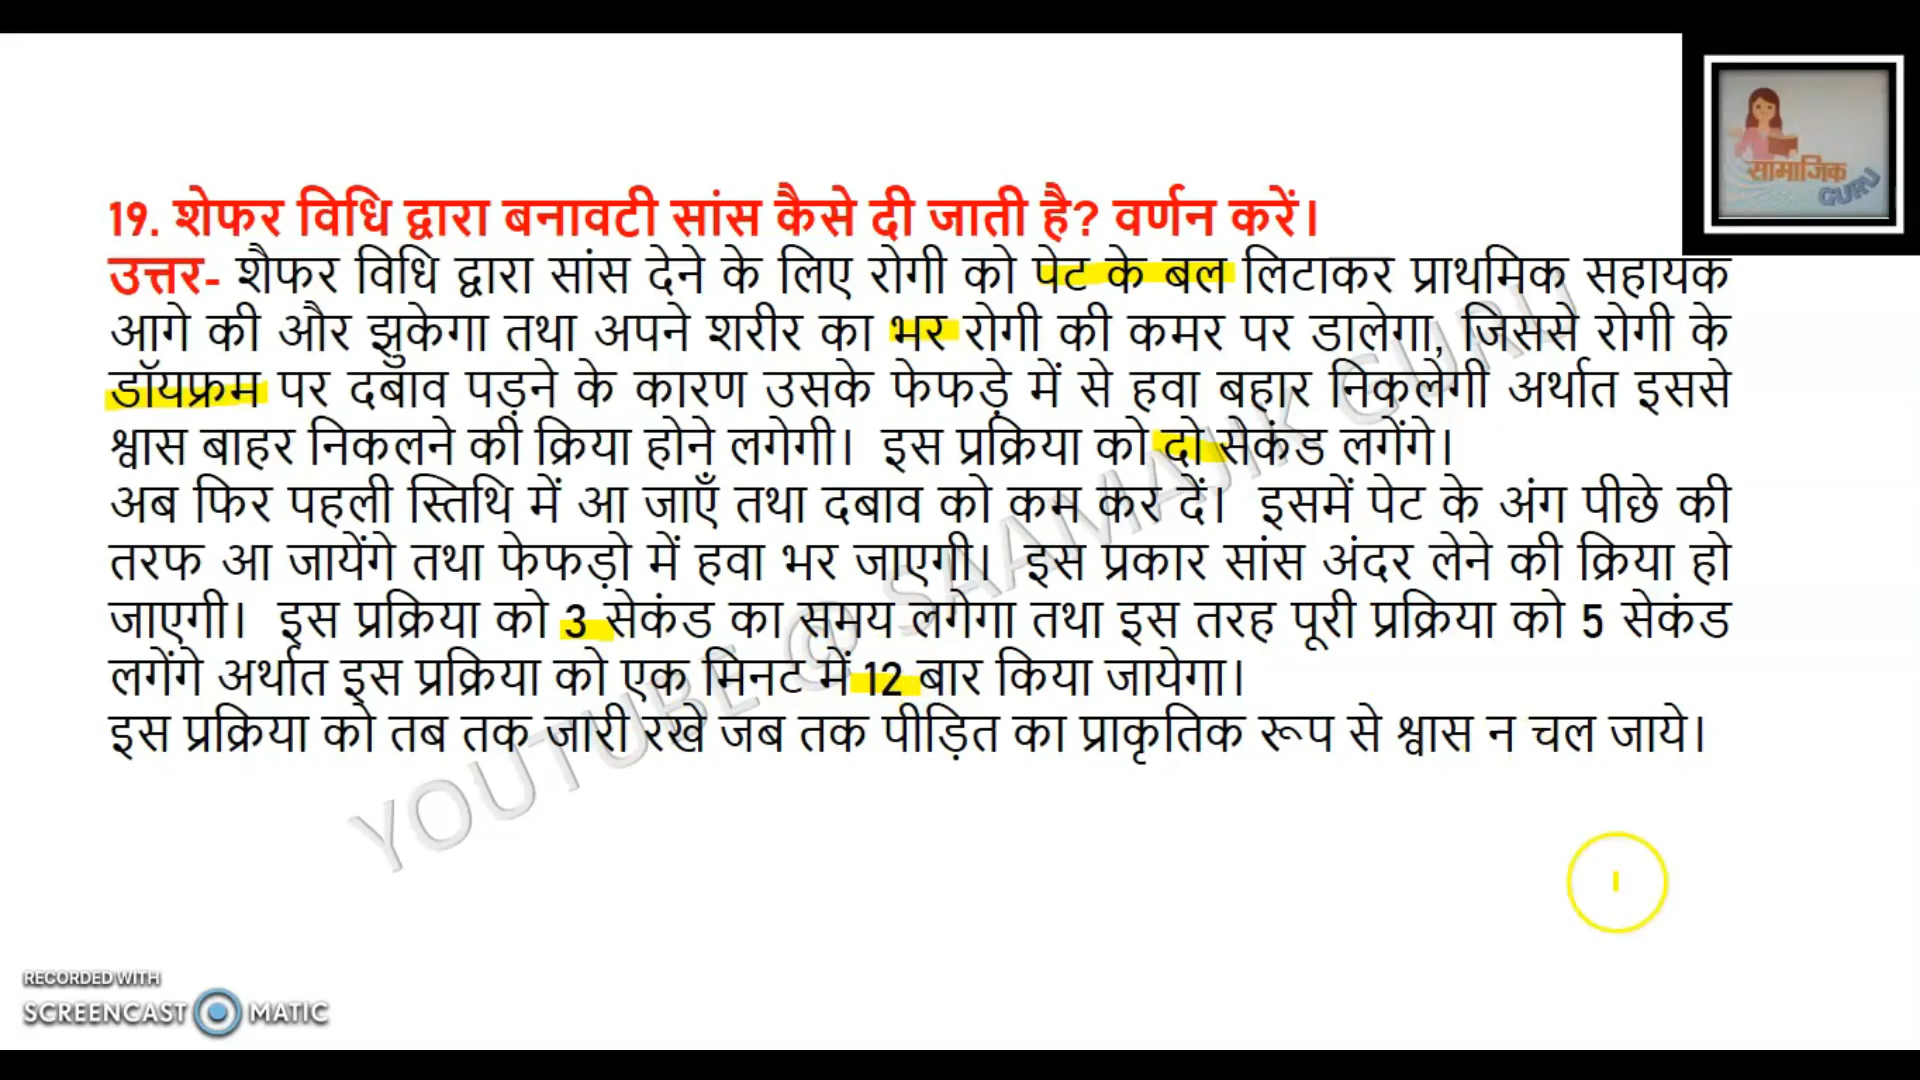 सामाजिक
GURU
19. शेफर विधि द्वारा बनावटी सांस कैसे दी जाती है? वर्णन करें।
उत्तर- शैफर विधि द्वारा सांस देने के लिए रोगी को पेट के बल लिटाकर प्राथमिक सहायक
आगे की और झुकेगा तथा अपने शरीर का भर रोगी की कमर पर डालेगा, जिससे रोगी के
डॉयफ्रम पर दबाव पड़ने के कारण उसके फेफड़े में से हवा बहार निकलेगी अर्थात इससे
श्वास बाहर निकलने की क्रिया होने लगेगी। इस प्रक्रिया को दो सेकंड लगेंगे।
अब फिर पहली स्तिथि में आ जाएँ तथा दबाव को कम कर दें। इसमें पेट के अंग पीछे की
तरफ आ जायेंगे तथा फेफड़ो में हवा भर जाएगी। इस प्रकार सांस अंदर लेने की क्रिया हो
जाएगी। इस प्रक्रिया को 3 सेकंड का समय लगेगा तथा इस तरह पूरी प्रक्रिया को 5 सेकंड
लगेंगे अर्थात इस प्रक्रिया को एक मिनट में 12 बार किया जायेगा।
इस प्रक्रिया को तब तक जारी रखे जब तक पीड़ित का प्राकृतिक रूप से श्वास न चल जाये।
YOUTUBE @ SAAMAJIK GURU
RECORDED WITH
SCREENCAST MATIC